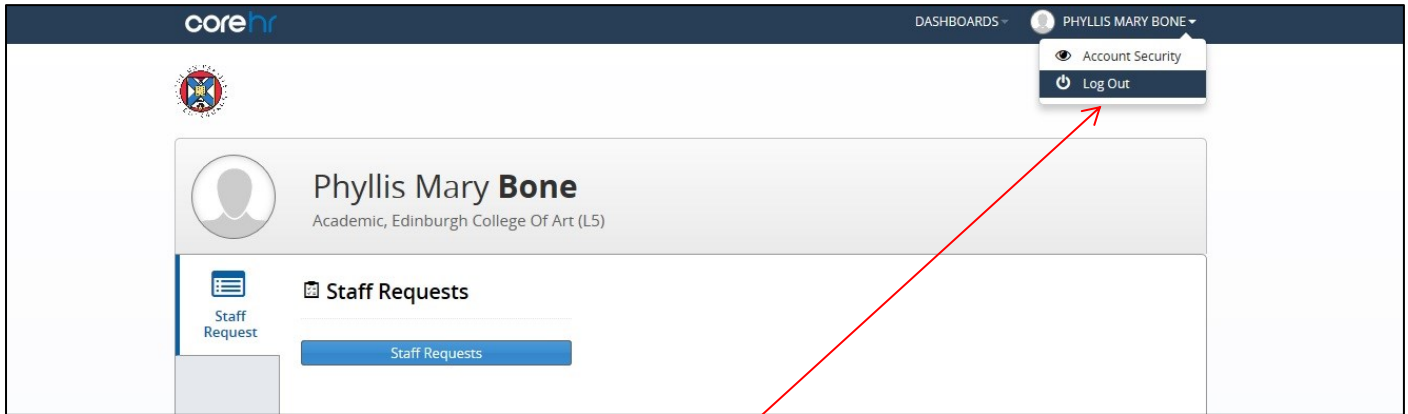 corehr
DASHBOARDS
PHYLLIS MARY BONE
Account Security
Log Out
Phyllis Mary Bone
Academic, Edinburgh College Of Art (L5)
Staff
Request
Staff Requests
Staff Requests